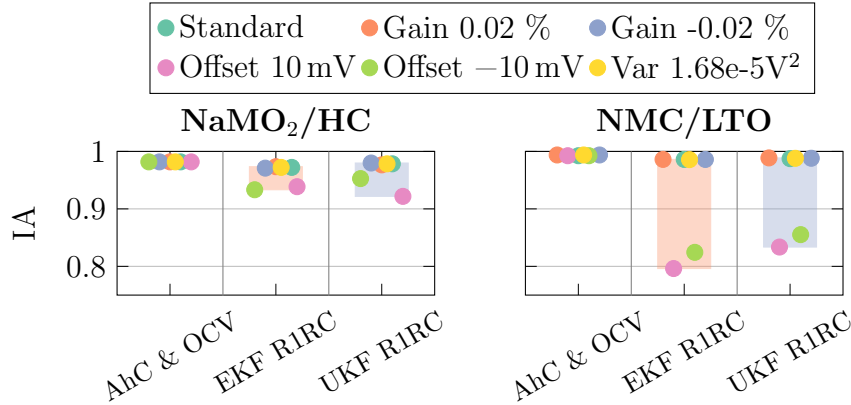 Standard Gain 0.02 % Gain -0.02 %
Offset 10 mV Offset −10 mV Var 1.68e-5V²
NaMO₂/HC NMC/LTO
IA
1
0.9
0.8
AhC & OCV
EKF R1RC
UKF R1RC
AhC & OCV
EKF R1RC
UKF R1RC